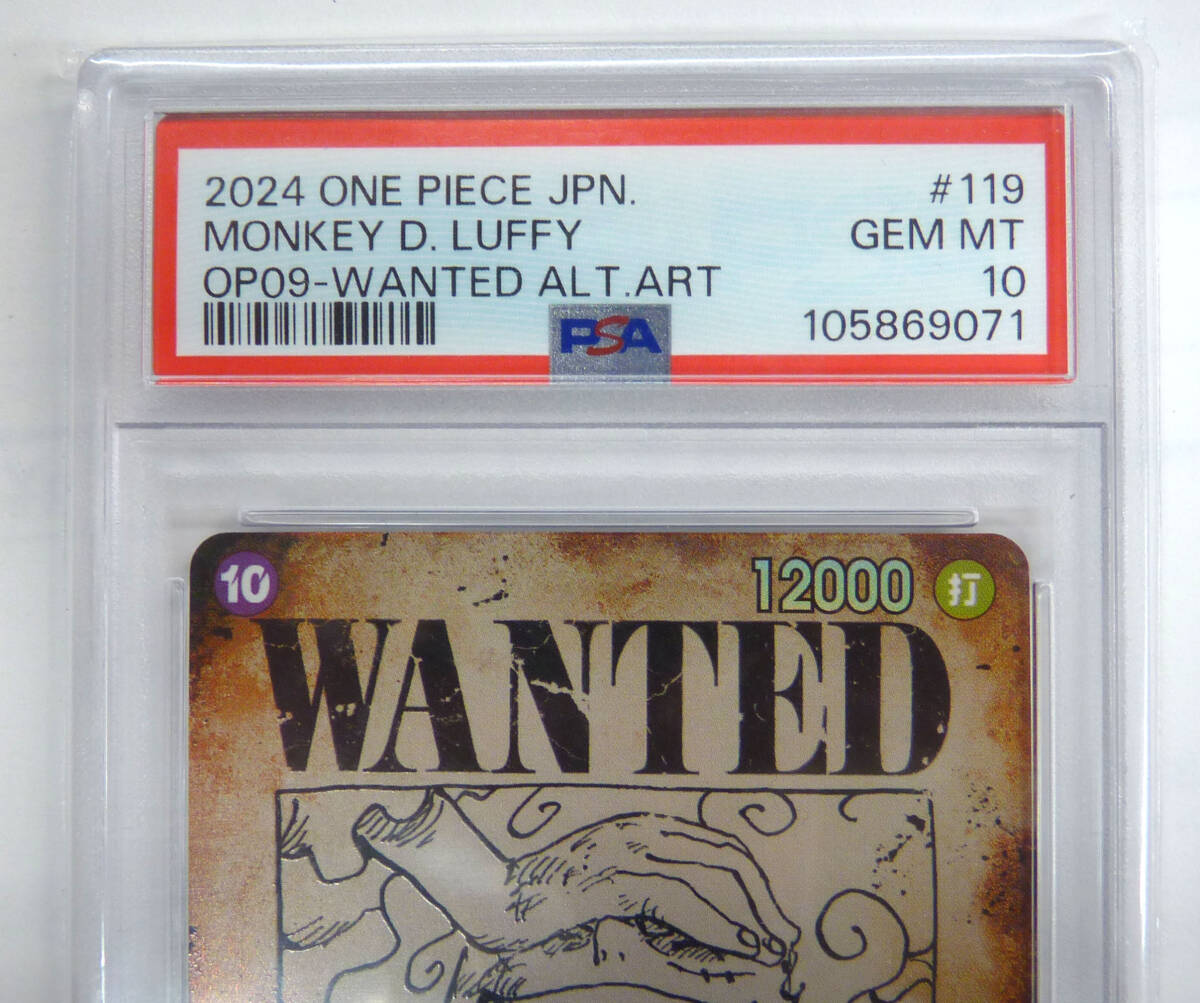 2024 ONE PIECE JPN. #119
MONKEY D. LUFFY GEM MT
OP09-WANTED ALT.ART 10
PSA 105869071
10 12000 打
WANTED